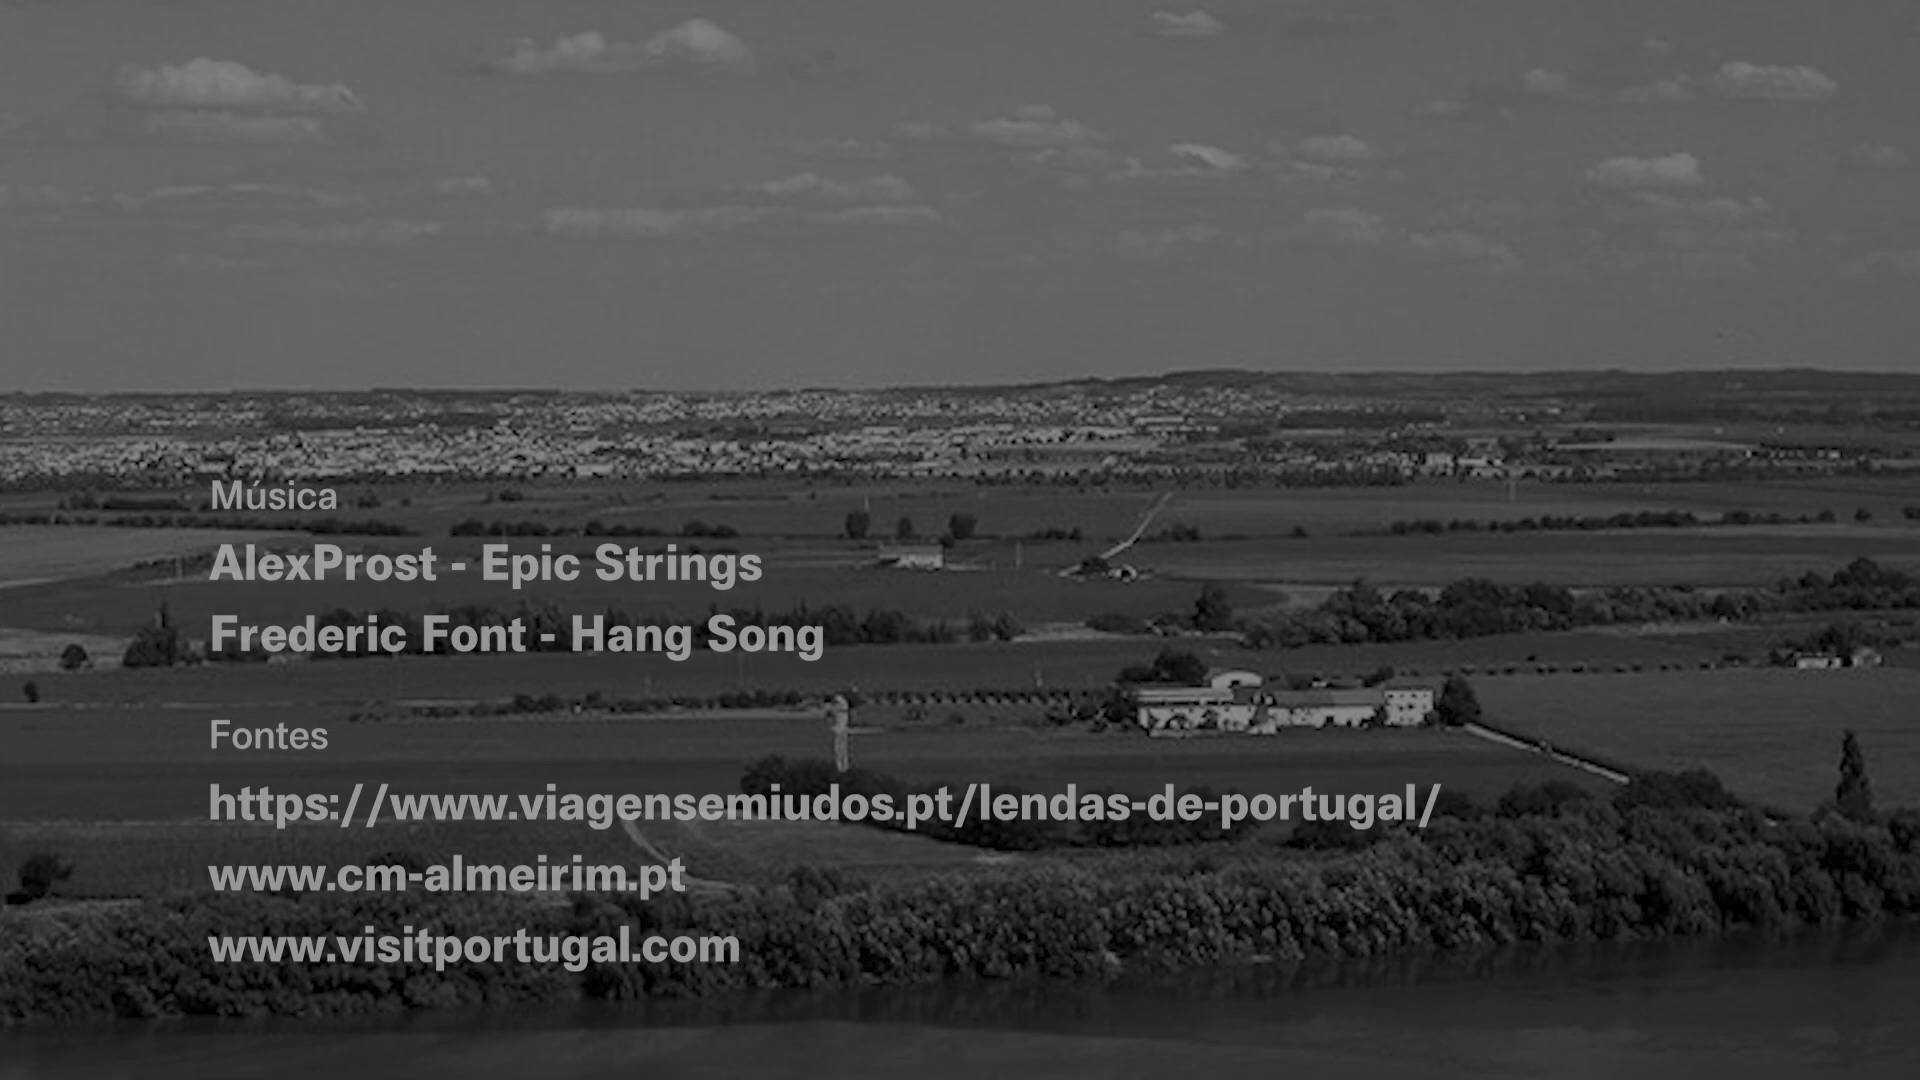 Música
AlexProst - Epic Strings
Frederic Font - Hang Song
Fontes
https://www.viagensemiudos.pt/lendas-de-portugal/
www.cm-almeirim.pt
www.visitportugal.com